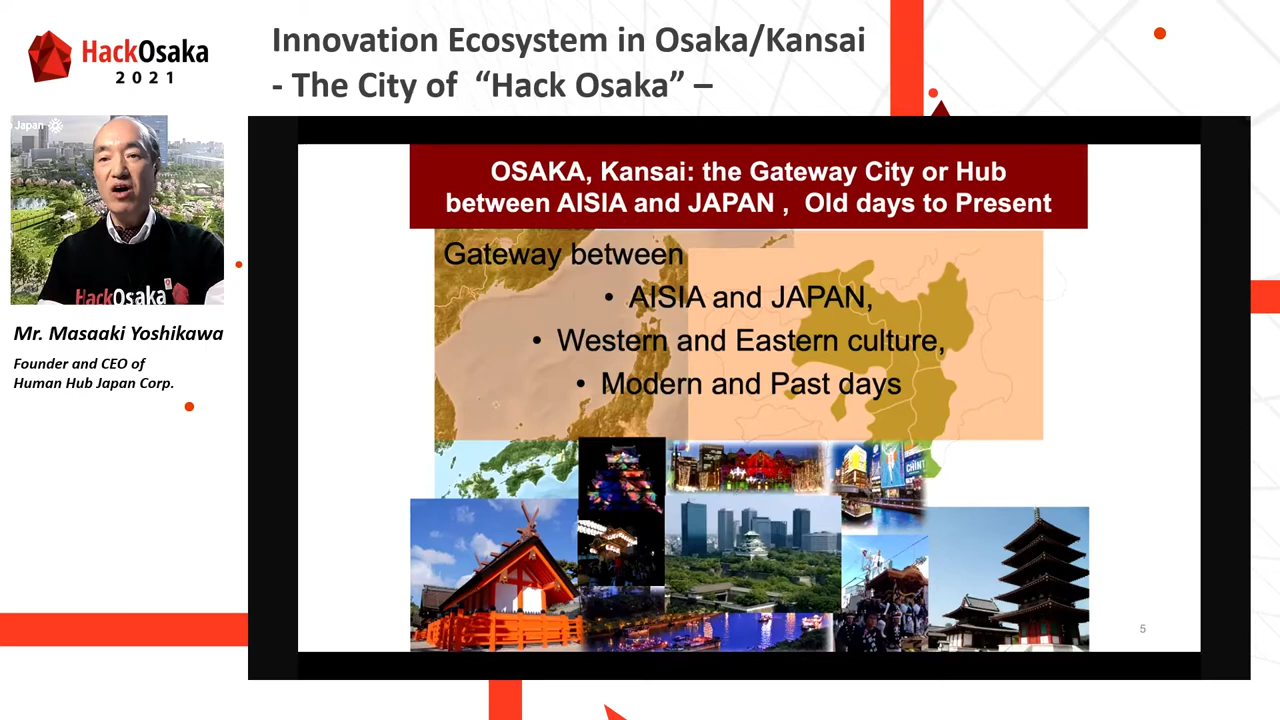 HackOsaka
2021
Innovation Ecosystem in Osaka/Kansai
- The City of “Hack Osaka” –
Japan
HackOsaka
Mr. Masaaki Yoshikawa
Founder and CEO of
Human Hub Japan Corp.
OSAKA, Kansai: the Gateway City or Hub
between AISIA and JAPAN , Old days to Present
Gateway between
• AISIA and JAPAN,
• Western and Eastern culture,
• Modern and Past days
CHINT
5